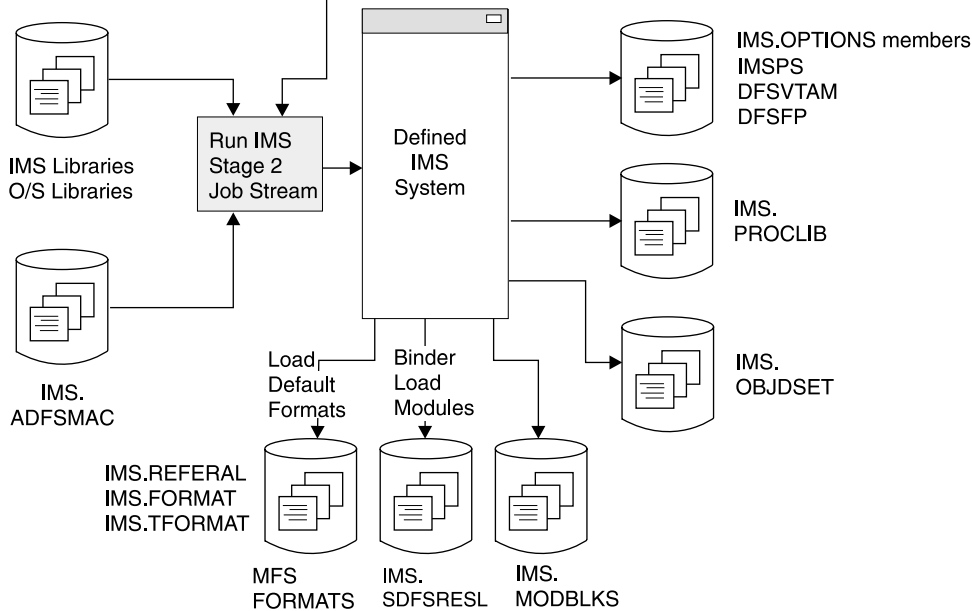 IMS.OPTIONS members
IMSPS
DFSVTAM
DFSFP
Run IMS
Stage 2
Job Stream
Defined
IMS
System
IMS Libraries
O/S Libraries
IMS.
PROCLIB
IMS.
ADFSMAC
Load
Default
Formats
Binder
Load
Modules
IMS.
OBJDSET
IMS.REFERAL
IMS.FORMAT
IMS.TFORMAT
MFS
FORMATS
IMS.
SDFSRESL
IMS.
MODBLKS